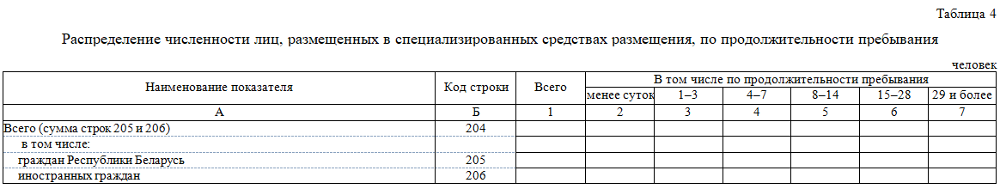 Таблица 4
Распределение численности лиц, размещенных в специализированных средствах размещения, по продолжительности пребывания
человек
Наименование показателя Код строки Всего В том числе по продолжительности пребывания
менее суток 1–3 4–7 8–14 15–28 29 и более
А Б 1 2 3 4 5 6 7
Всего (сумма строк 205 и 206) 204
в том числе:
граждан Республики Беларусь 205
иностранных граждан 206